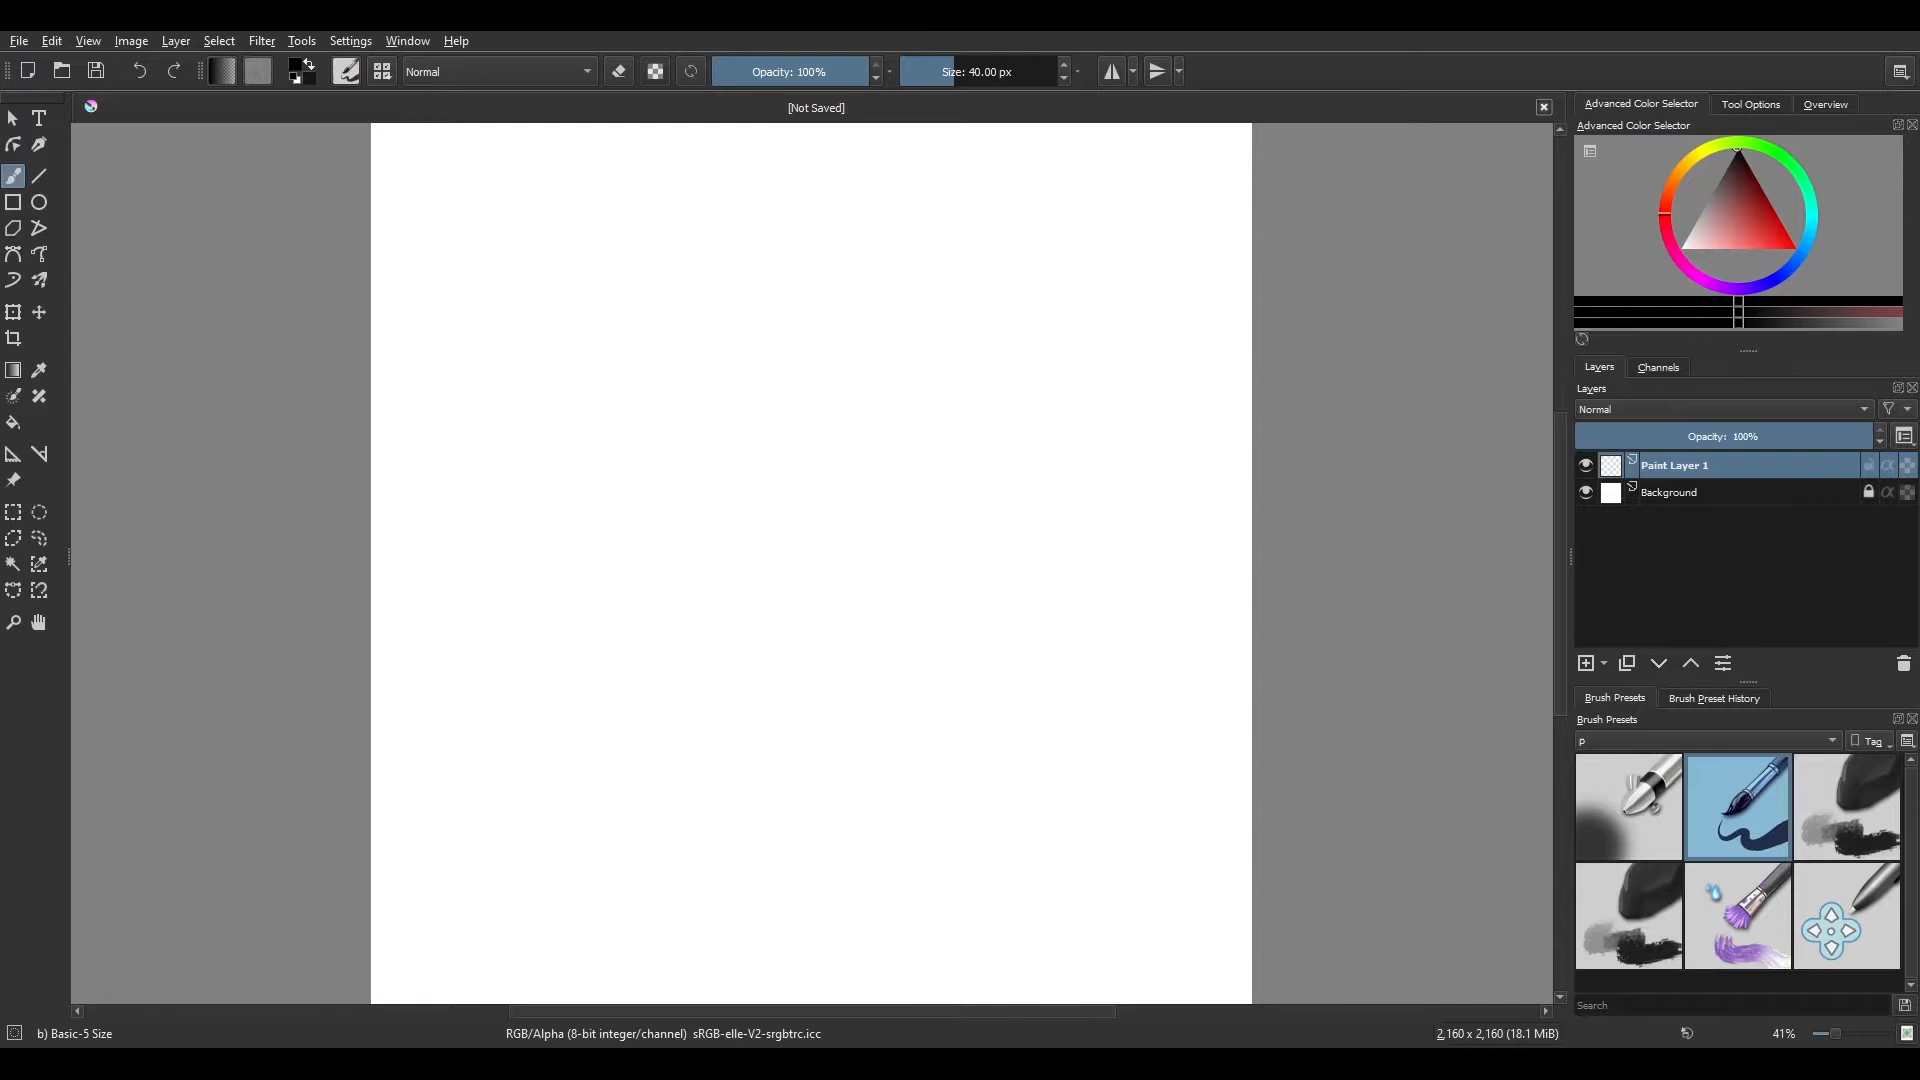 File Edit View Image Layer Select Filter Tools Settings Window Help
Normal Opacity: 100% Size: 40.00 px
[Not Saved]
Advanced Color Selector Tool Options Overview
Advanced Color Selector
Layers Channels
Layers
Normal
Opacity: 100%
Paint Layer 1
Background
Brush Presets Brush Preset History
Brush Presets
p Tag
Search
b) Basic-5 Size RGB/Alpha (8-bit integer/channel) sRGB-elle-V2-srgbtrc.icc 2,160 x 2,160 (18.1 MiB) 41%